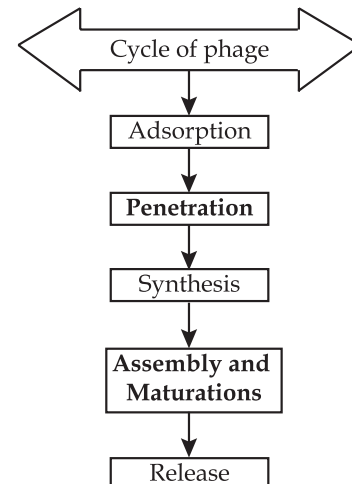 Cycle of phage
Adsorption
Penetration
Synthesis
Assembly and
Maturations
Release